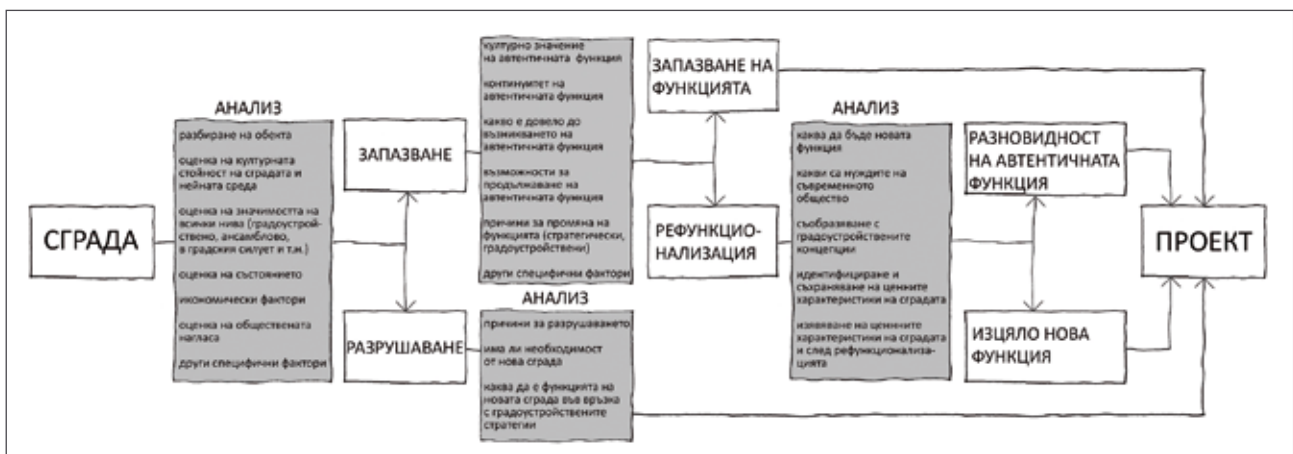 СГРАДА
АНАЛИЗ
разбиране на обекта
оценка на културната
стойност на сградата и
нейната среда
оценка на значимостта на
всички нива (градоустрой-
ствено, ансамблово,
в градския силует и т.н.)
оценка на състоянието
икономически фактори
оценка на обществената
нагласа
други специфични фактори
ЗАПАЗВАНЕ
РАЗРУШАВАНЕ
културно значение
на автентичната функция
континуитет на
автентичната функция
какво е довело до
възникването на
автентичната функция
възможности за
продължаване на
автентичната функция
причини за промяна на
функцията (стратегически,
градоустройствени)
други специфични фактори
АНАЛИЗ
причини за разрушаването
има ли необходимост
от нова сграда
каква да е функцията на
новата сграда във връзка
с градоустройствените
стратегии
ЗАПАЗВАНЕ НА
ФУНКЦИЯТА
РЕФУНКЦИО-
НАЛИЗАЦИЯ
АНАЛИЗ
каква да бъде новата
функция
какви са нуждите на
съвременното
общество
съобразяване с
градоустройствените
концепции
идентифициране и
съхраняване на ценните
характеристики на сградата
изявяване на ценните
характеристики на сградата
и след рефункционализа-
цията
РАЗНОВИДНОСТ
НА АВТЕНТИЧНАТА
ФУНКЦИЯ
ИЗЦЯЛО НОВА
ФУНКЦИЯ
ПРОЕКТ